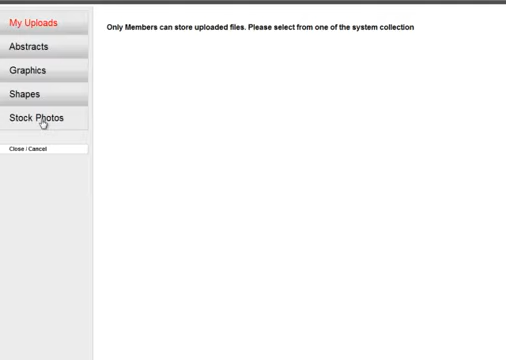 My Uploads
Only Members can store uploaded files. Please select from one of the system collection
Abstracts
Graphics
Shapes
Stock Photos
Close / Cancel